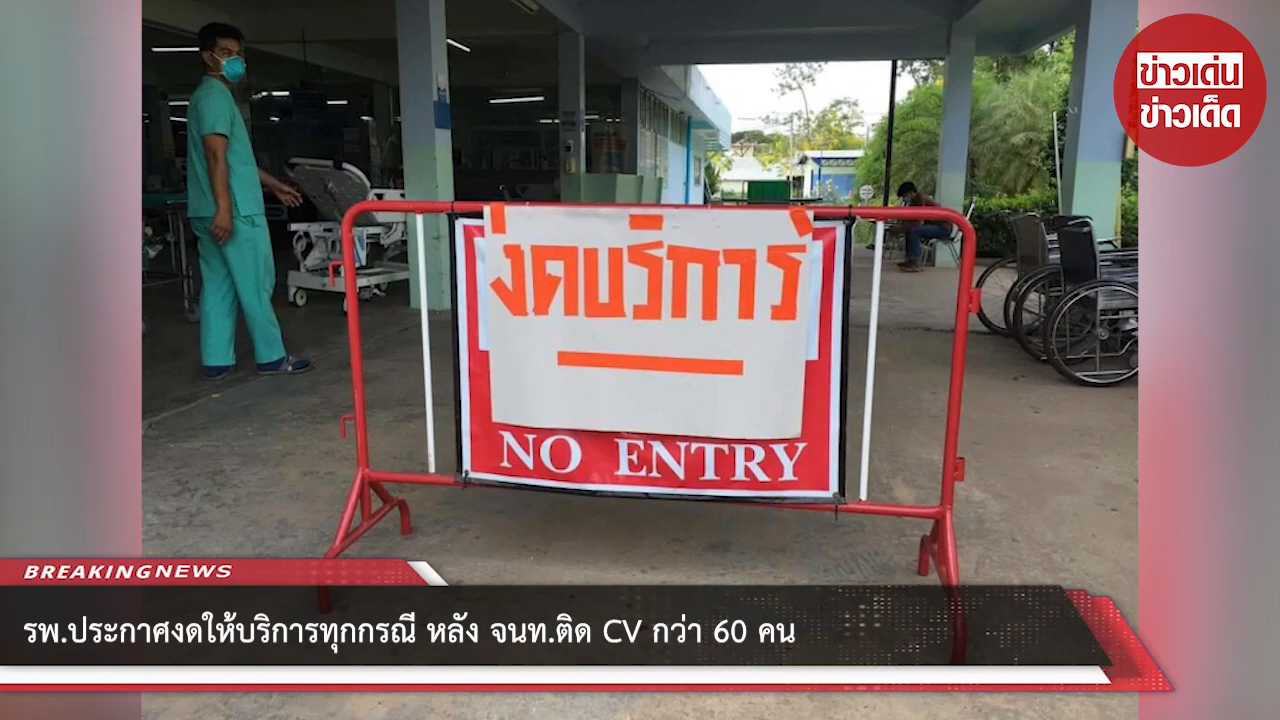 ข่าวเด่น
ข่าวเด็ด
งดบริการ
NO ENTRY
BREAKING NEWS
รพ.ประกาศงดให้บริการทุกกรณี หลัง จนท.ติด CV กว่า 60 คน